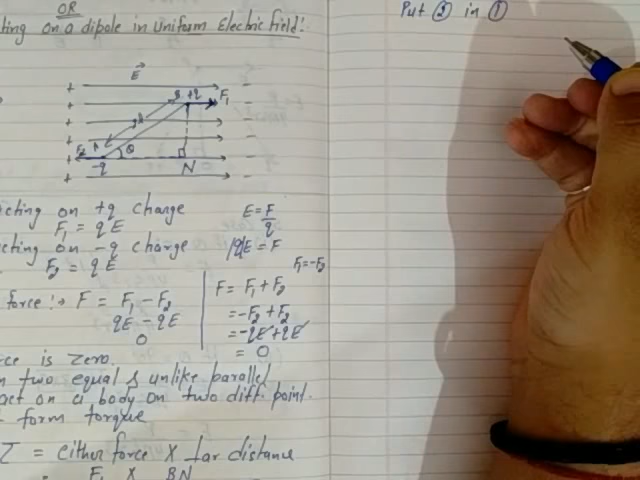 OR
ting on a dipole in uniform Electric field:
Put ② in ①
E
+q F₁
F₂
θ
-q N
acting on +q charge
F₁ = qE
E = F/q
acting on -q charge
qE = F
F₂ = qE
F₁=-F₂
force :→ F = F₁ - F₂
qE - qE
0
F = F₁ + F₂
= -F₂ + F₂
= -qE + qE
= 0
ce is zero.
two equal & unlike parallel
act on a body on two diff. point.
form torque
τ = either force X far distance
F₁ X BN